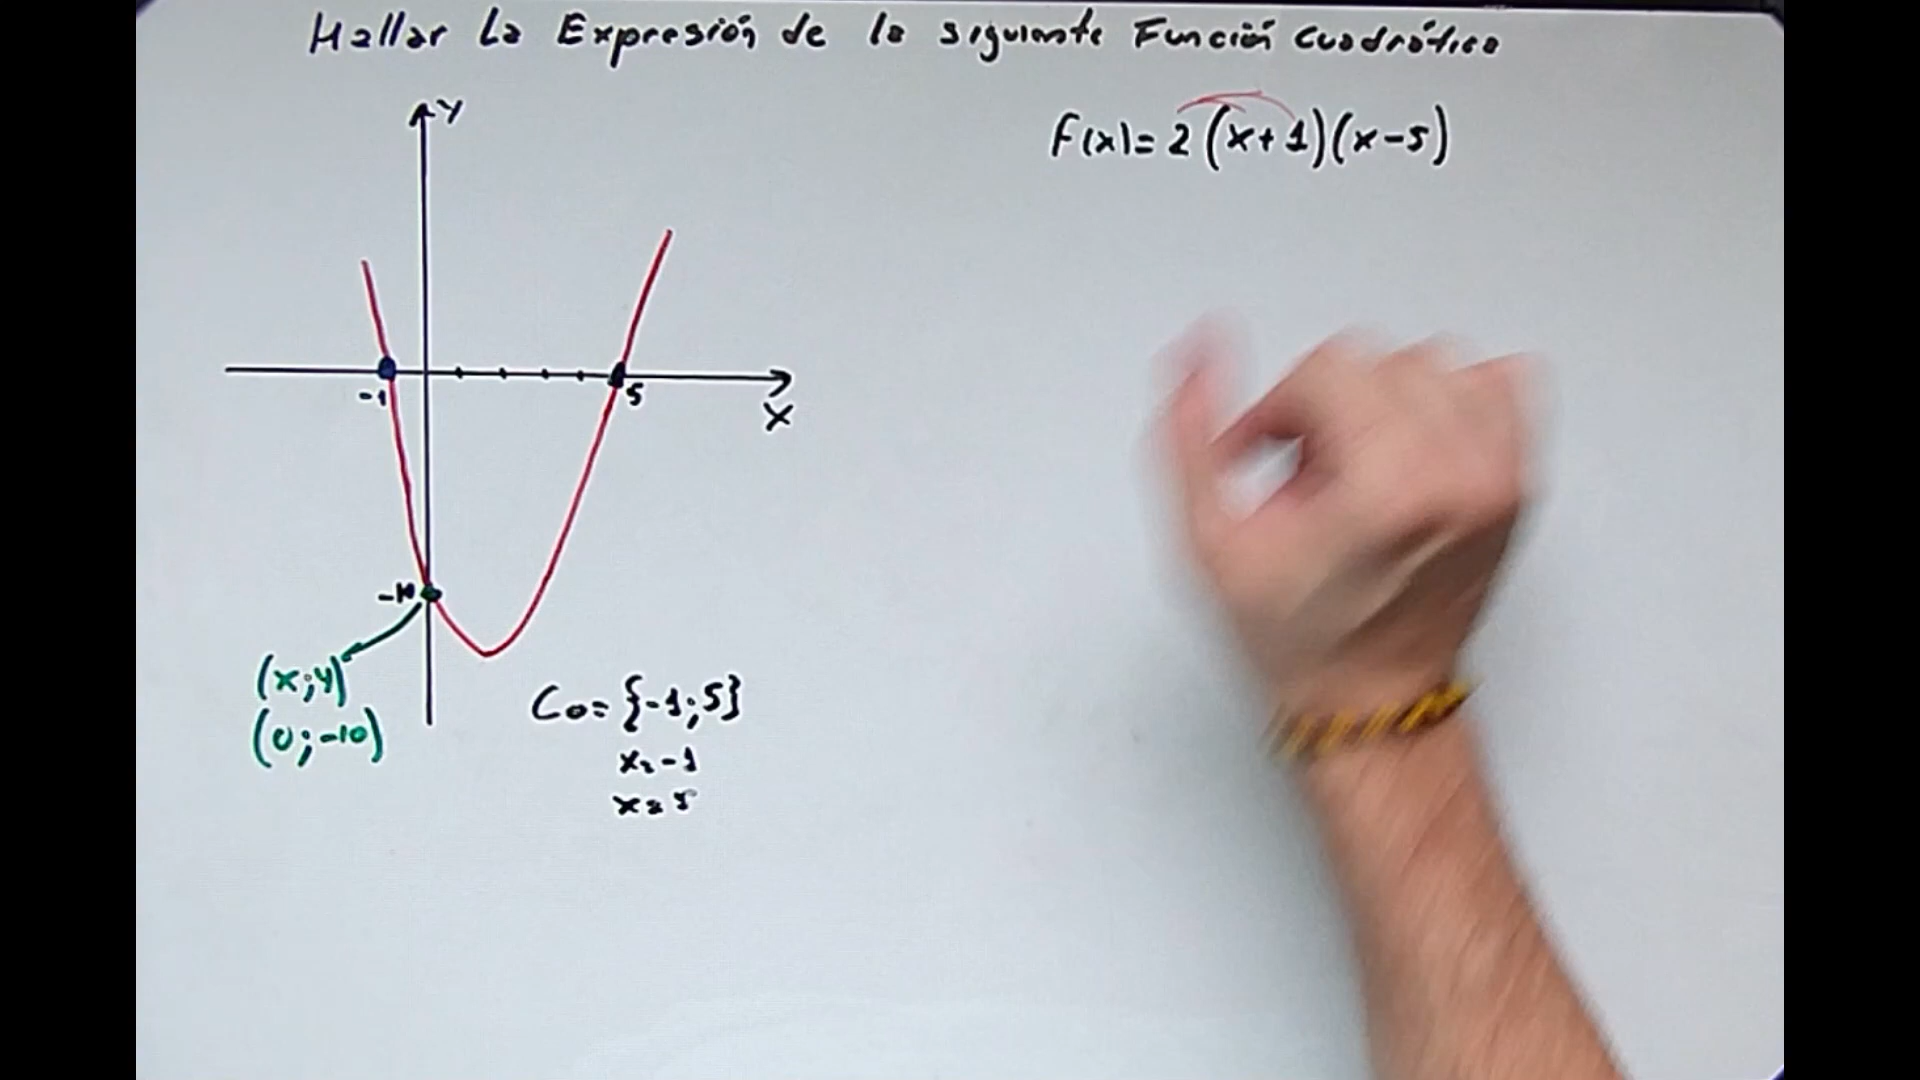 Hallar La Expresión de la siguiente Función Cuadrática
y
F(x)= 2(x+1)(x-5)
-1
5
x
-10
(x;y)
(0;-10)
C0= {-1;5}
x=-1
x=5